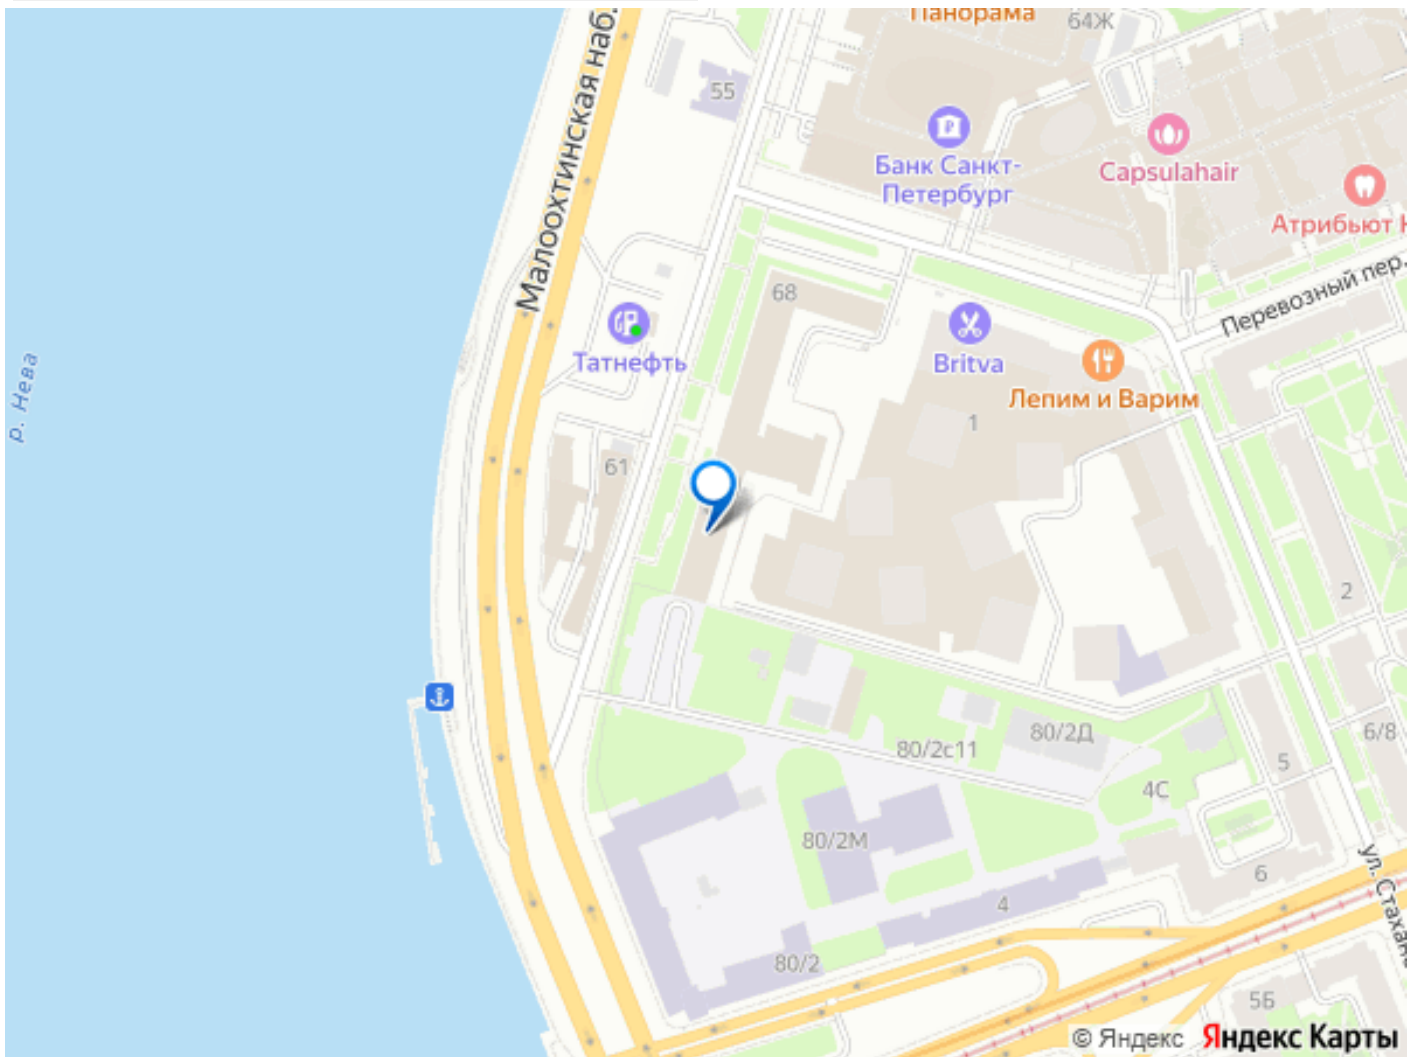 Панорама
64Ж
Малоохтинская наб.
55
Банк Санкт-
Петербург
Capsulahair
Атрибьют
Перевозный пер.
68
Татнефть
Britva
Лепим и Варим
р. Нева
1
61
2
80/2с11
80/2Д
6/8
5
4С
80/2М
6
4
ул. Стахан
80/2
5Б
© Яндекс Яндекс Карты